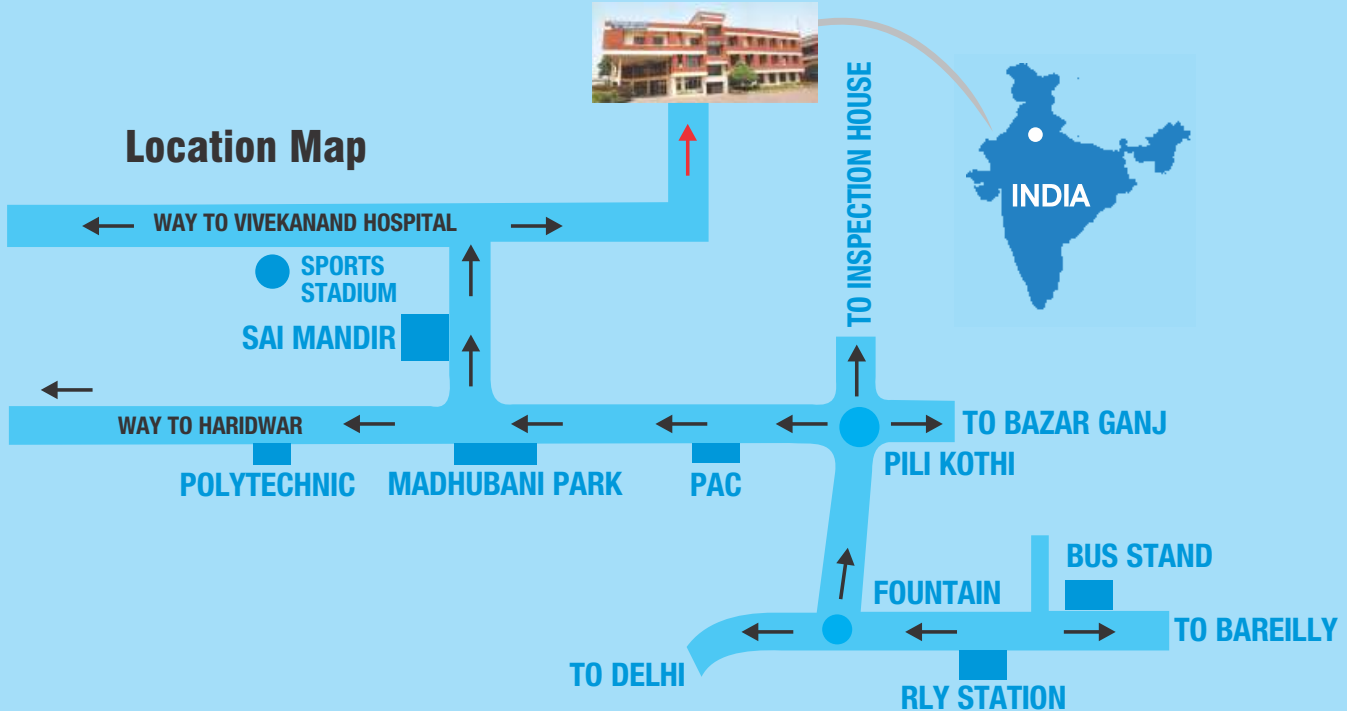 Location Map
TO INSPECTION HOUSE
INDIA
WAY TO VIVEKANAND HOSPITAL
SPORTS
STADIUM
SAI MANDIR
WAY TO HARIDWAR
TO BAZAR GANJ
PILI KOTHI
POLYTECHNIC
MADHUBANI PARK
PAC
BUS STAND
FOUNTAIN
TO BAREILLY
TO DELHI
RLY STATION